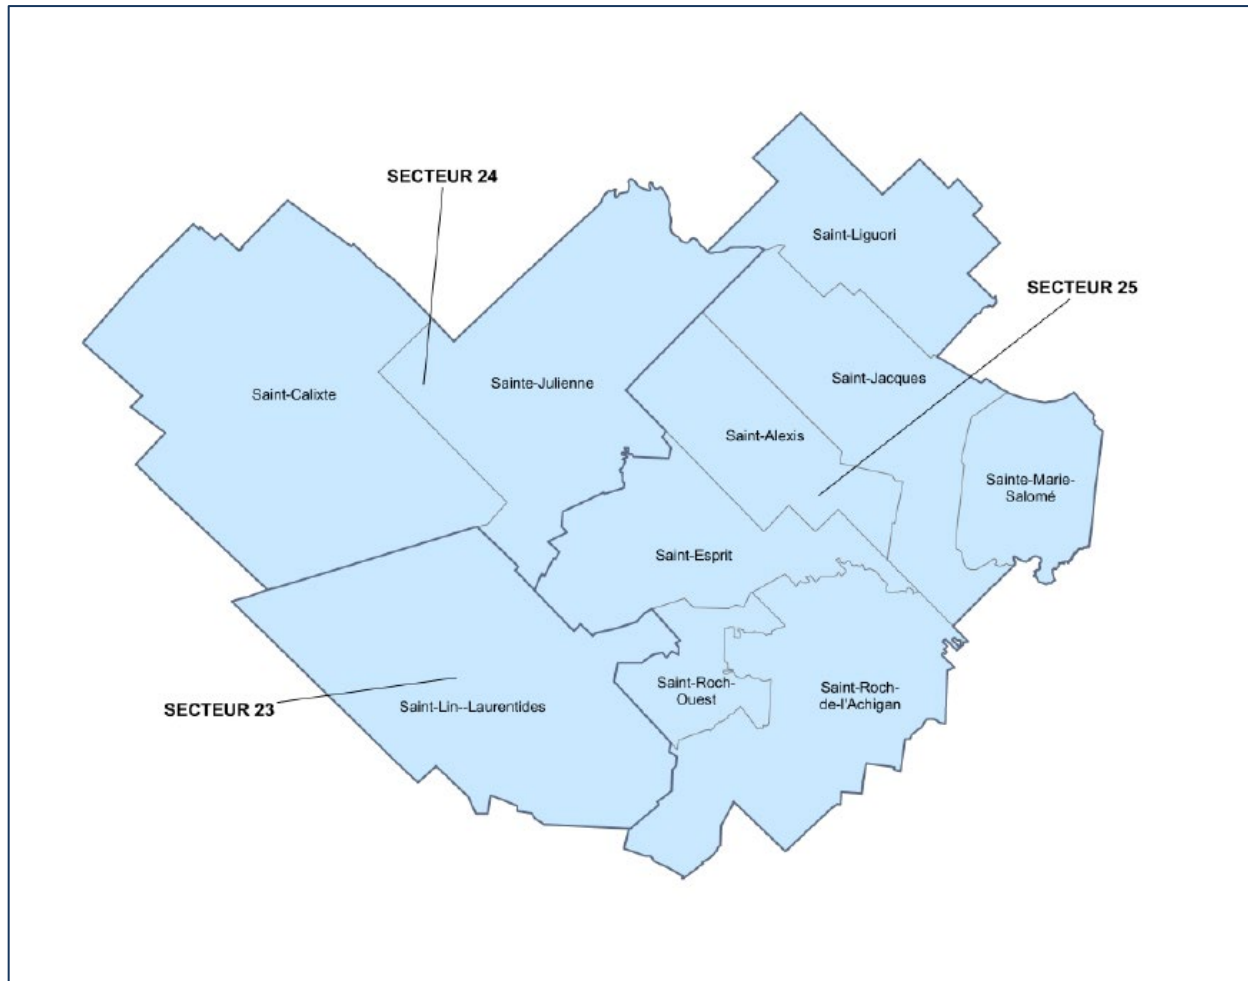 SECTEUR 24
Saint-Liguori
SECTEUR 25
Saint-Calixte
Sainte-Julienne
Saint-Jacques
Saint-Alexis
Sainte-Marie-
Salomé
Saint-Esprit
SECTEUR 23
Saint-Lin--Laurentides
Saint-Roch-
Ouest
Saint-Roch-
de-l'Achigan